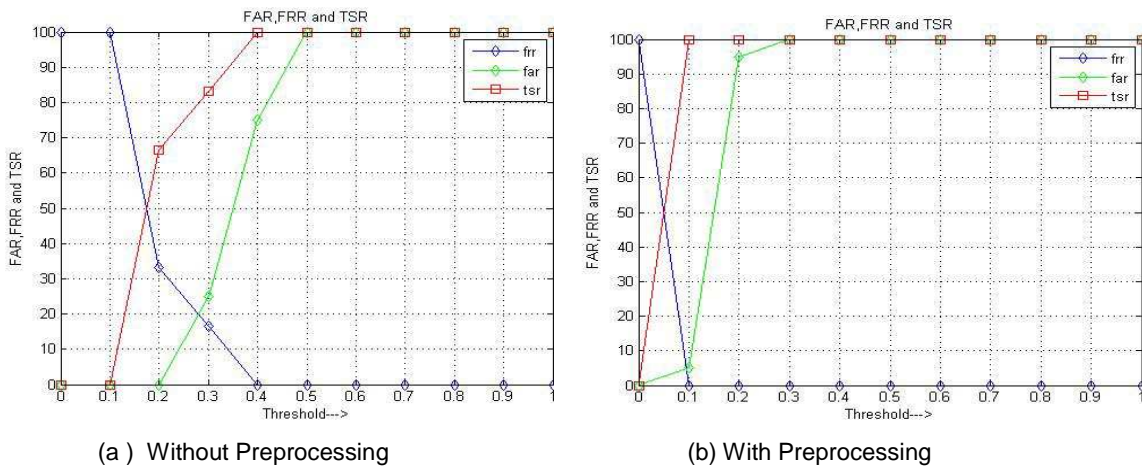 FAR,FRR and TSR
100
90
80
70
60
50
40
30
20
10
0
FAR,FRR and TSR
frr
far
tsr
0 0.1 0.2 0.3 0.4 0.5 0.6 0.7 0.8 0.9 1
Threshold--->
(a ) Without Preprocessing
FAR,FRR and TSR
100
90
80
70
60
50
40
30
20
10
0
FAR,FRR and TSR
frr
far
tsr
0 0.1 0.2 0.3 0.4 0.5 0.6 0.7 0.8 0.9 1
Threshold--->
(b) With Preprocessing